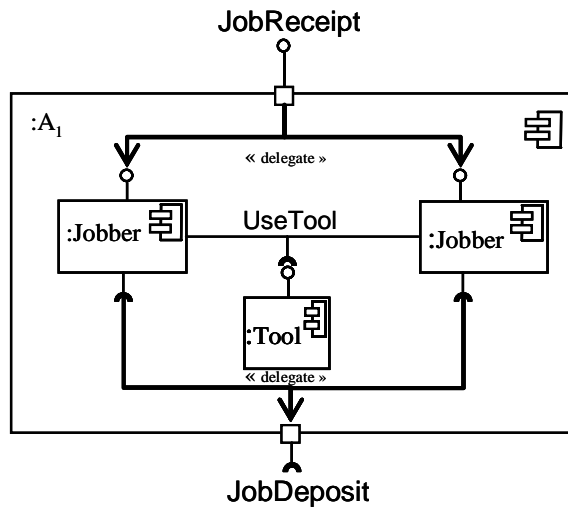 JobReceipt
:A1
« delegate »
UseTool
:Jobber
:Jobber
:Tool
« delegate »
JobDeposit